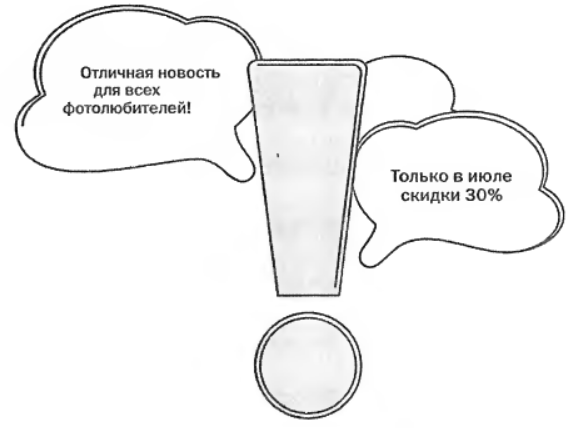 Отличная новость
для всех
фотолюбителей!
Только в июле
скидки 30%